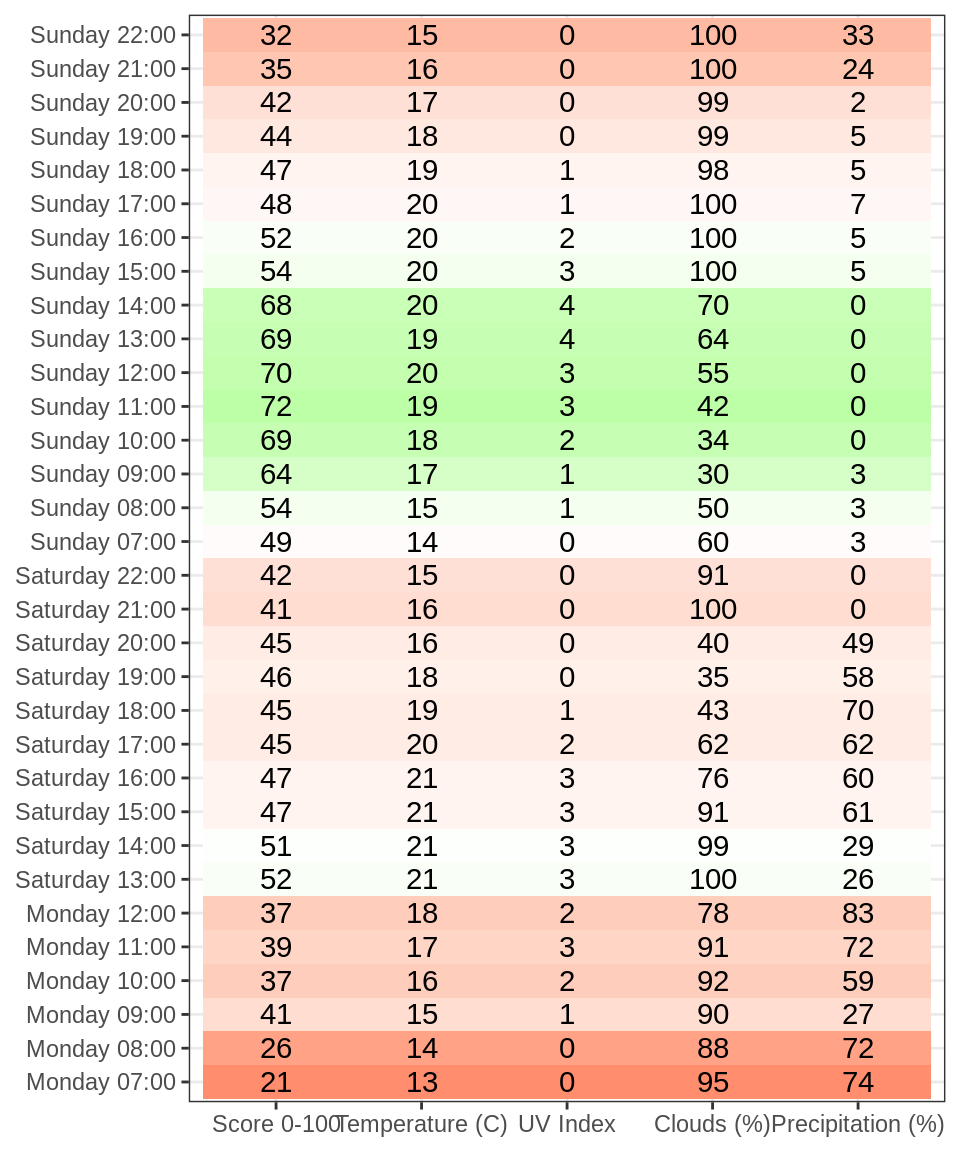 Sunday 22:00 32 15 0 100 33
Sunday 21:00 35 16 0 100 24
Sunday 20:00 42 17 0 99 2
Sunday 19:00 44 18 0 99 5
Sunday 18:00 47 19 1 98 5
Sunday 17:00 48 20 1 100 7
Sunday 16:00 52 20 2 100 5
Sunday 15:00 54 20 3 100 5
Sunday 14:00 68 20 4 70 0
Sunday 13:00 69 19 4 64 0
Sunday 12:00 70 20 3 55 0
Sunday 11:00 72 19 3 42 0
Sunday 10:00 69 18 2 34 0
Sunday 09:00 64 17 1 30 3
Sunday 08:00 54 15 1 50 3
Sunday 07:00 49 14 0 60 3
Saturday 22:00 42 15 0 91 0
Saturday 21:00 41 16 0 100 0
Saturday 20:00 45 16 0 40 49
Saturday 19:00 46 18 0 35 58
Saturday 18:00 45 19 1 43 70
Saturday 17:00 45 20 2 62 62
Saturday 16:00 47 21 3 76 60
Saturday 15:00 47 21 3 91 61
Saturday 14:00 51 21 3 99 29
Saturday 13:00 52 21 3 100 26
Monday 12:00 37 18 2 78 83
Monday 11:00 39 17 3 91 72
Monday 10:00 37 16 2 92 59
Monday 09:00 41 15 1 90 27
Monday 08:00 26 14 0 88 72
Monday 07:00 21 13 0 95 74
Score 0-100 Temperature (C) UV Index Clouds (%) Precipitation (%)